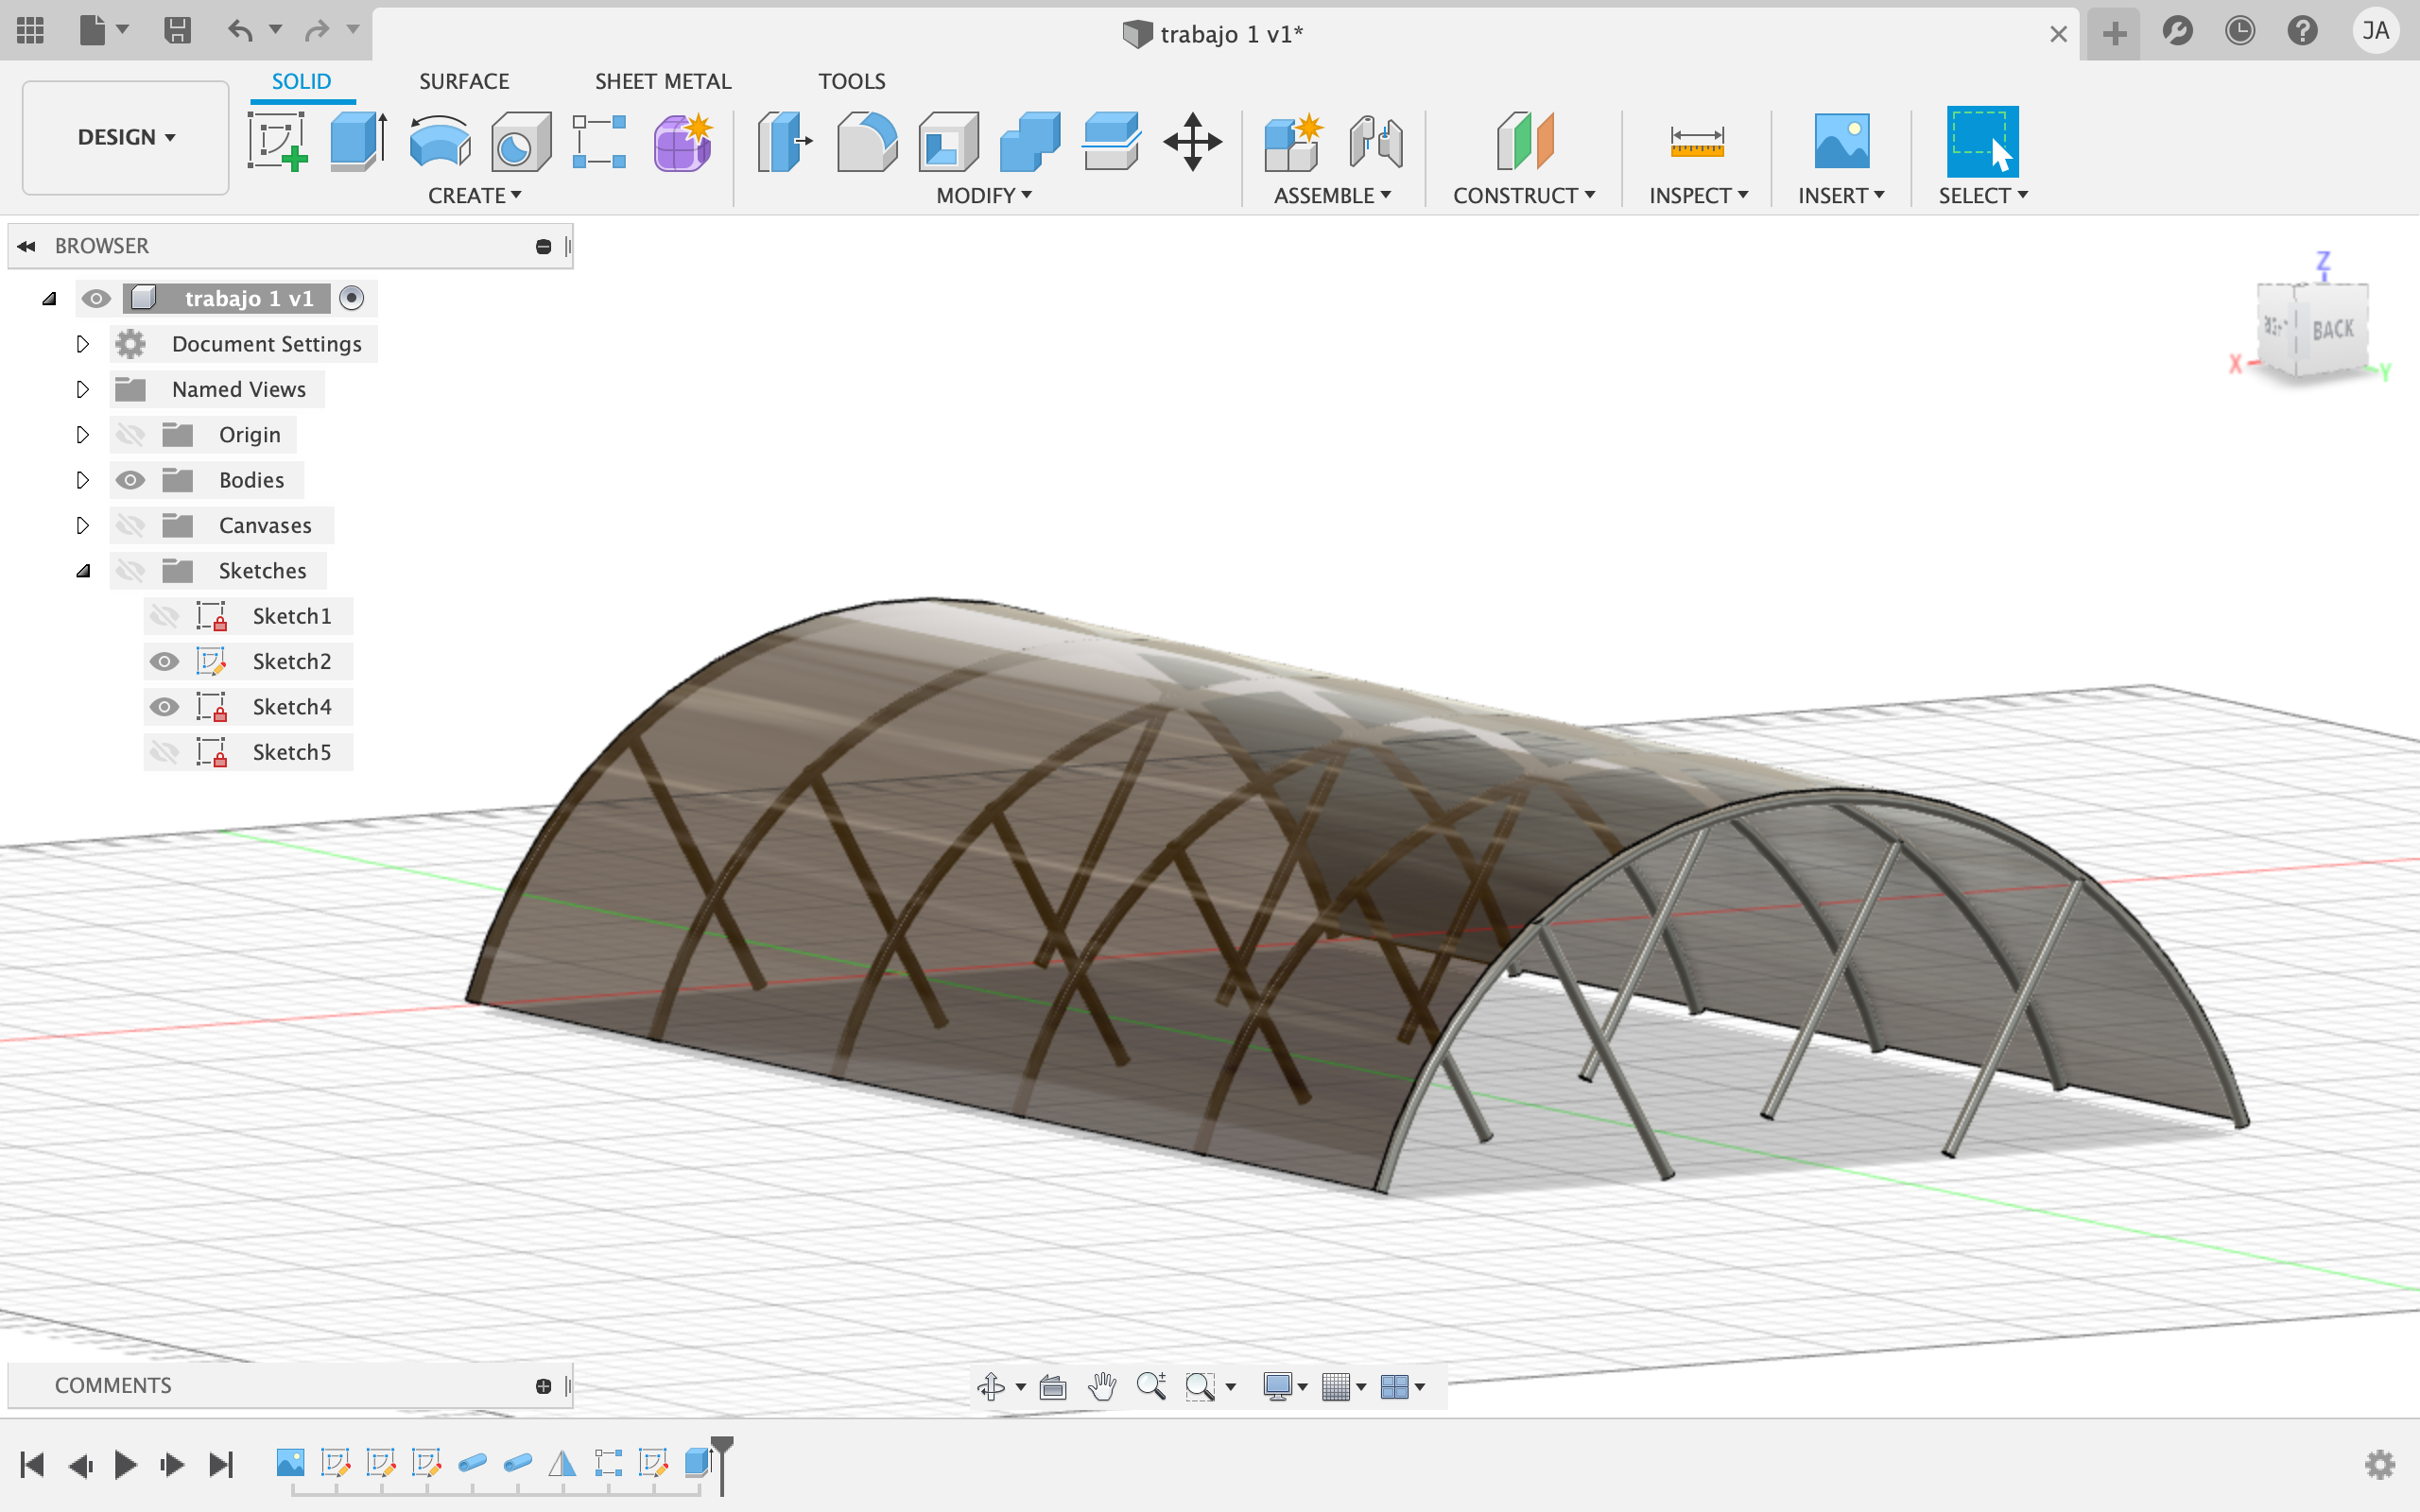 trabajo 1 v1*
JA
SOLID SURFACE SHEET METAL TOOLS
DESIGN
CREATE MODIFY ASSEMBLE CONSTRUCT INSPECT INSERT SELECT
BROWSER
trabajo 1 v1
Document Settings
Named Views
Origin
Bodies
Canvases
Sketches
Sketch1
Sketch2
Sketch4
Sketch5
Z
BACK
X
Y
COMMENTS